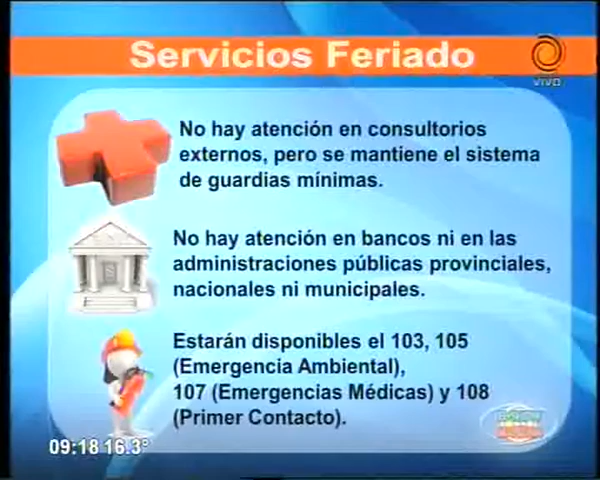 Servicios Feriado
VIVO
No hay atención en consultorios
externos, pero se mantiene el sistema
de guardias mínimas.
No hay atención en bancos ni en las
administraciones públicas provinciales,
nacionales ni municipales.
Estarán disponibles el 103, 105
(Emergencia Ambiental),
107 (Emergencias Médicas) y 108
(Primer Contacto).
09:18 16.3°